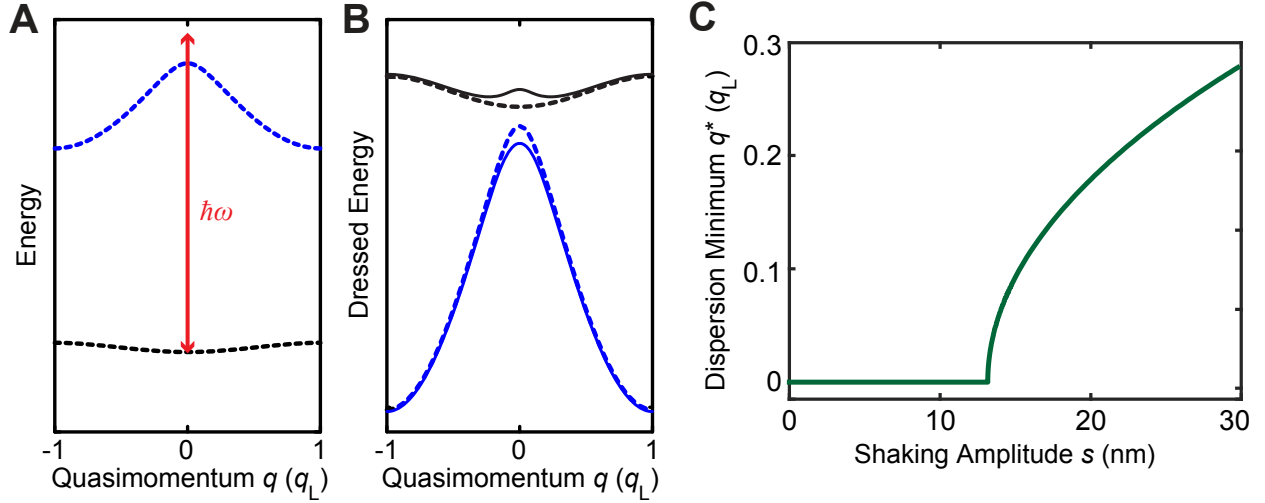 A
Energy
ħω
-1 0 1
Quasimomentum q (qL)
B
Dressed Energy
-1 0 1
Quasimomentum q (qL)
C
Dispersion Minimum q* (qL)
0.3
0.2
0.1
0
0 10 20 30
Shaking Amplitude s (nm)